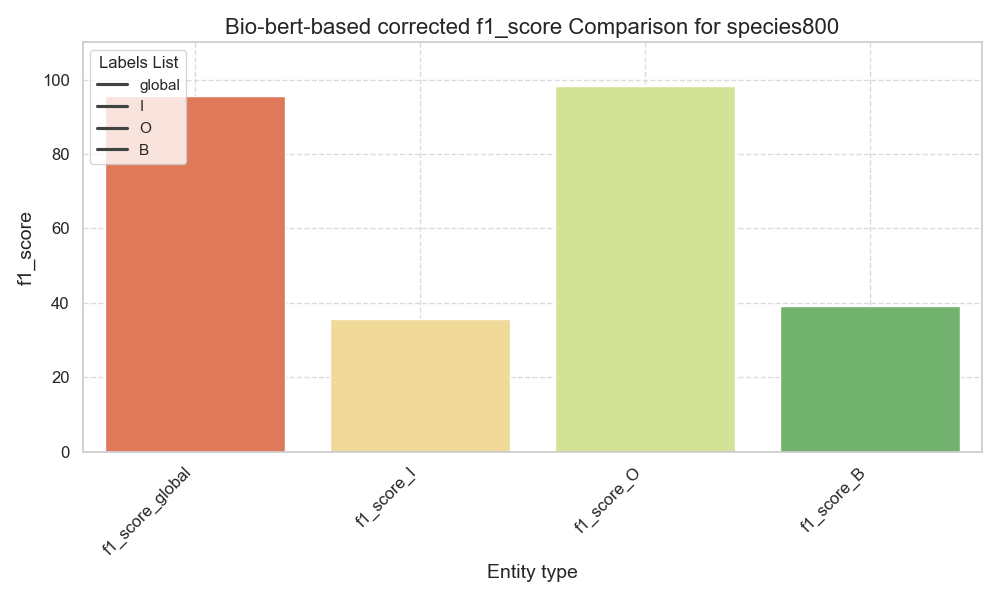 Bio-bert-based corrected f1_score Comparison for species800
Labels List
global
I
O
B
f1_score
100
80
60
40
20
0
f1_score_global
f1_score_I
f1_score_O
f1_score_B
Entity type